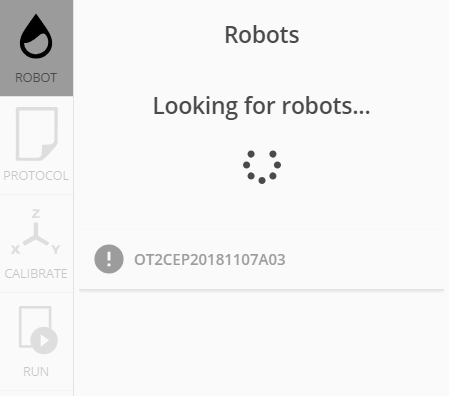 Robots
ROBOT
Looking for robots...
PROTOCOL
Z
X Y
CALIBRATE
OT2CEP20181107A03
RUN